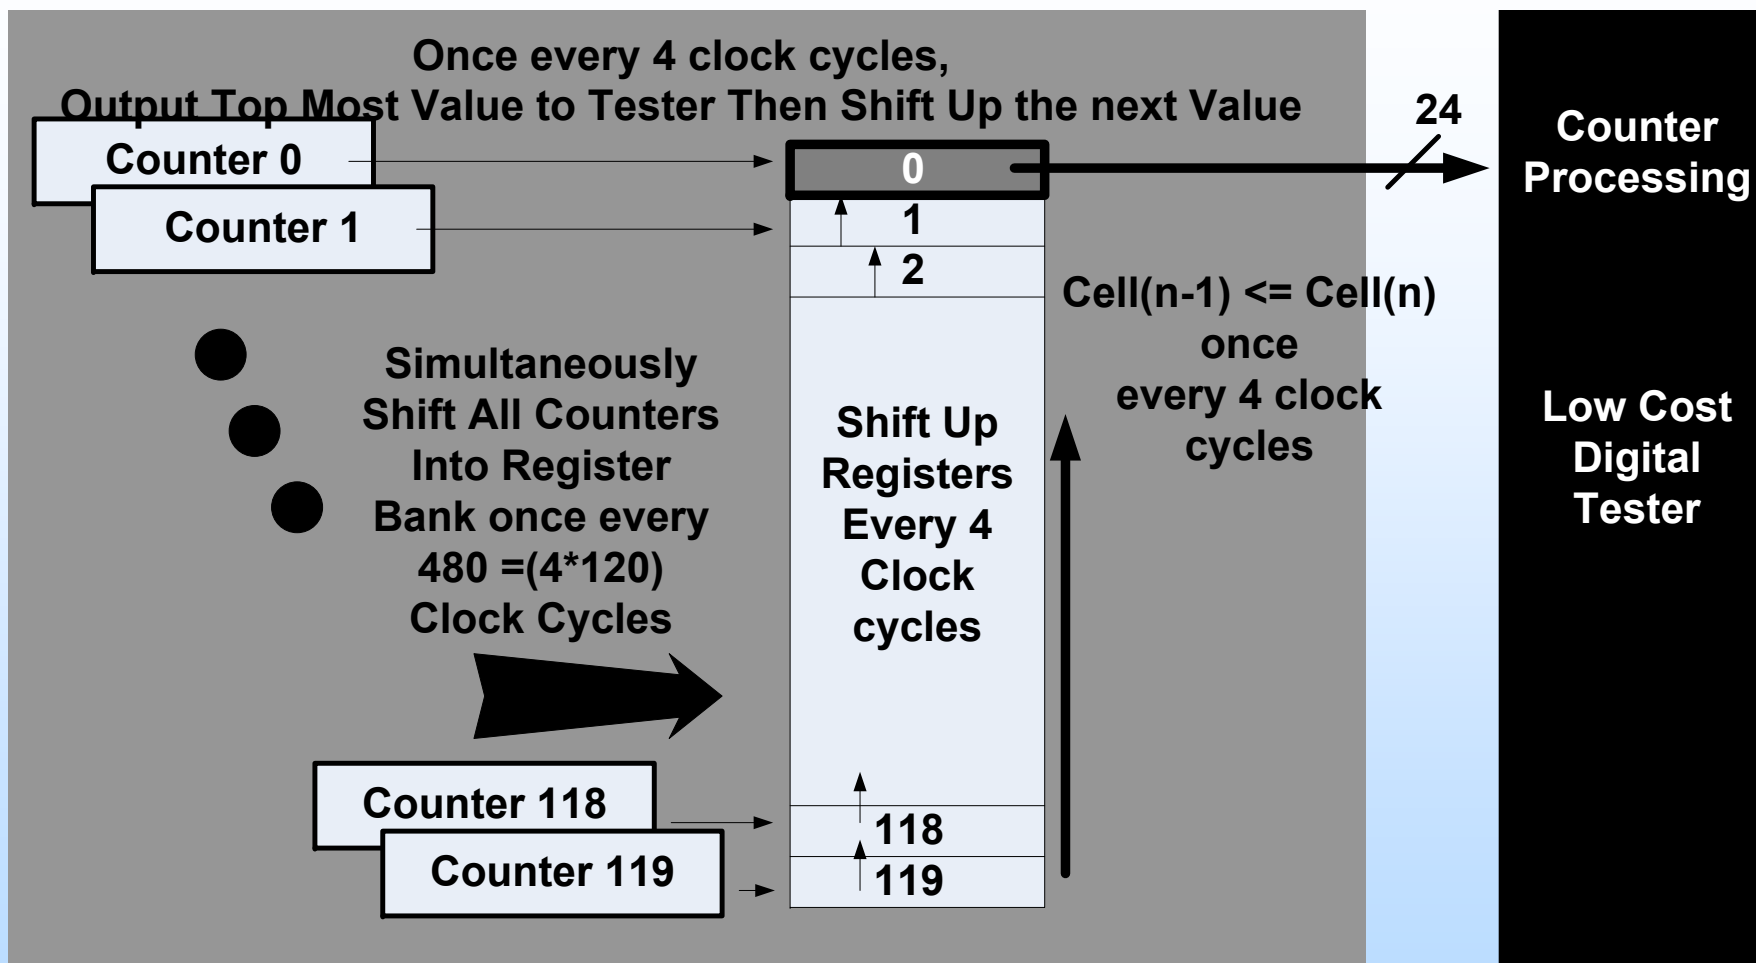 Once every 4 clock cycles,
Output Top Most Value to Tester Then Shift Up the next Value
Counter 0
Counter 1
0
1
2
24
Counter
Processing
Cell(n-1) <= Cell(n)
once
every 4 clock
cycles
Simultaneously
Shift All Counters
Into Register
Bank once every
480 =(4*120)
Clock Cycles
Shift Up
Registers
Every 4
Clock
cycles
Low Cost
Digital
Tester
Counter 118
Counter 119
118
119